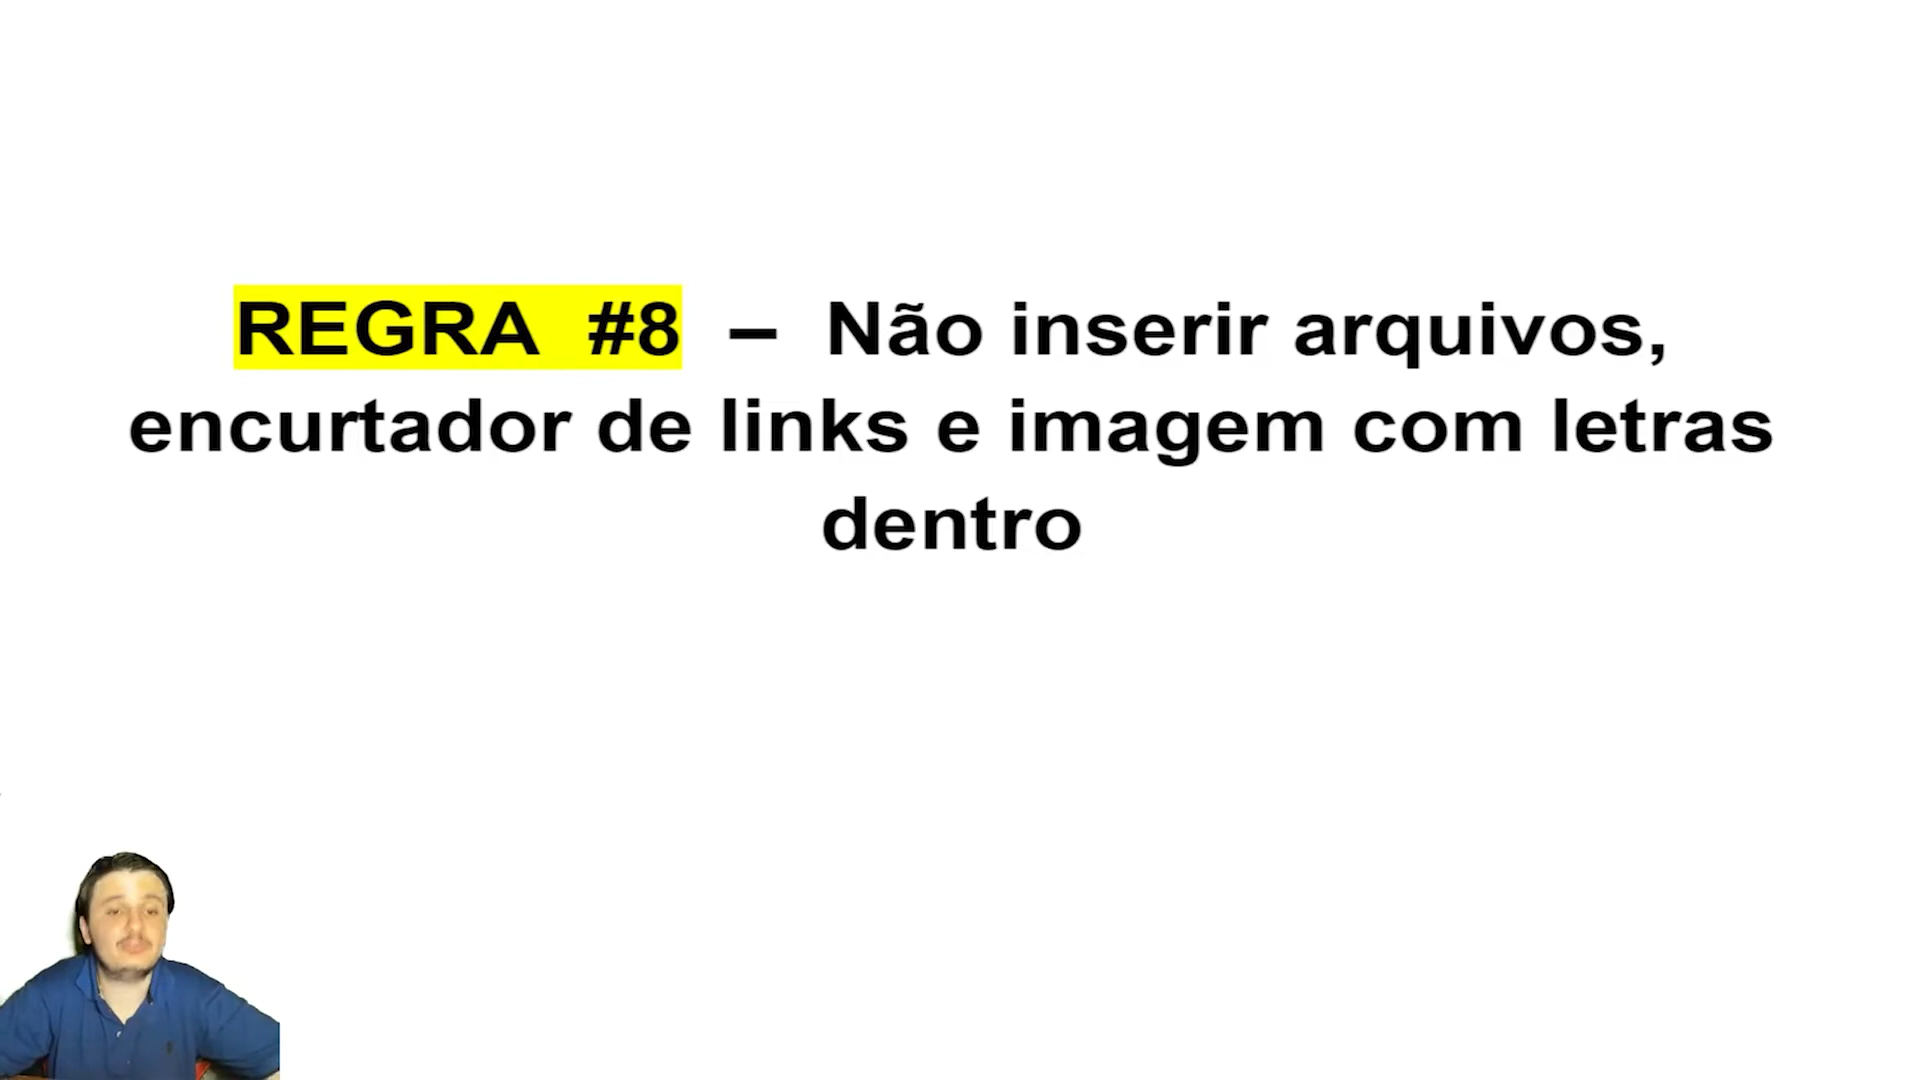 REGRA #8 – Não inserir arquivos,
encurtador de links e imagem com letras
dentro